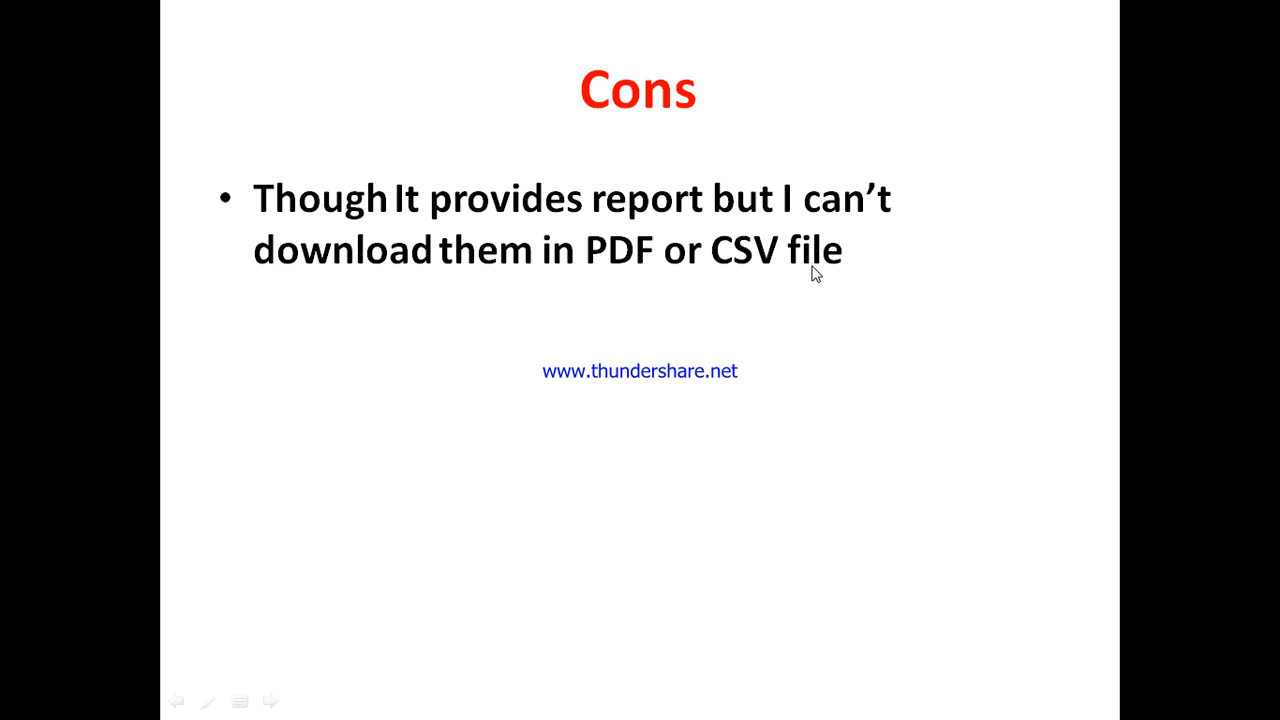 Cons
• Though It provides report but I can’t
download them in PDF or CSV file
www.thundershare.net